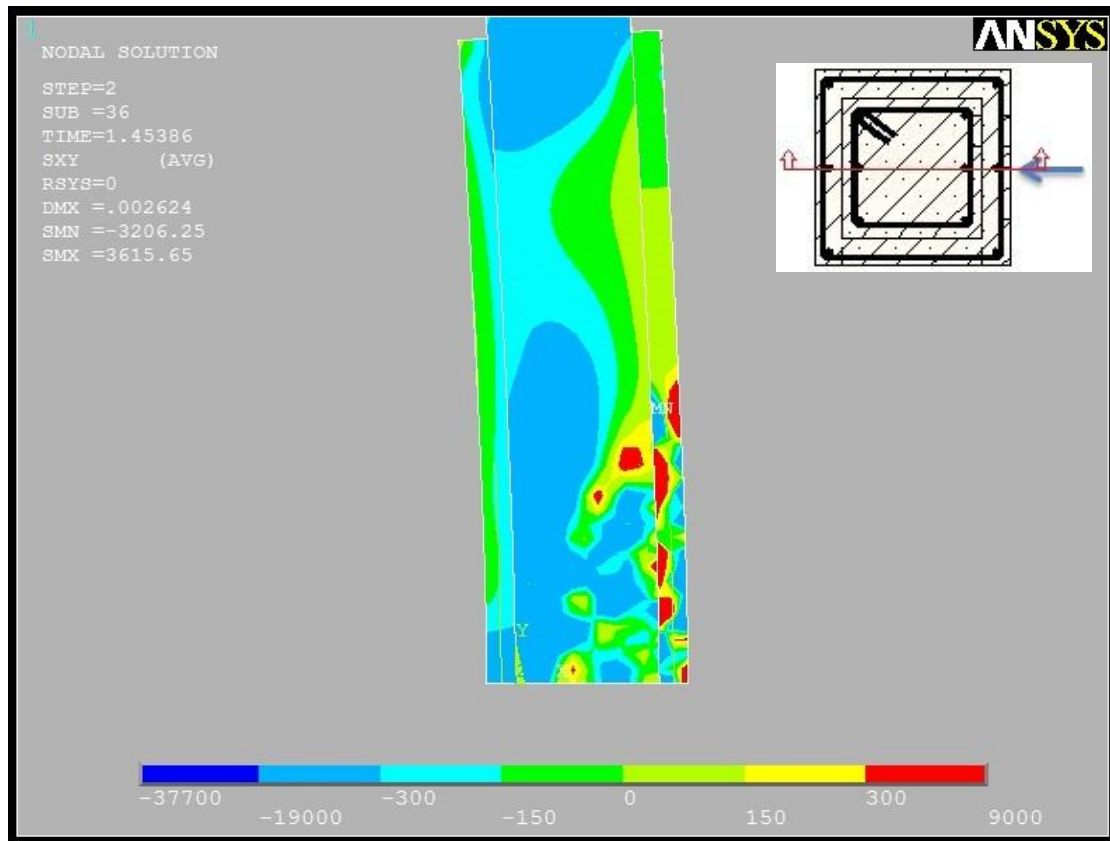 1
ANSYS
NODAL SOLUTION
STEP=2
SUB =36
TIME=1.45386
SXY (AVG)
RSYS=0
DMX =.002624
SMN =-3206.25
SMX =3615.65
MN
Y
-37700 -300 0 300
-19000 -150 150 9000